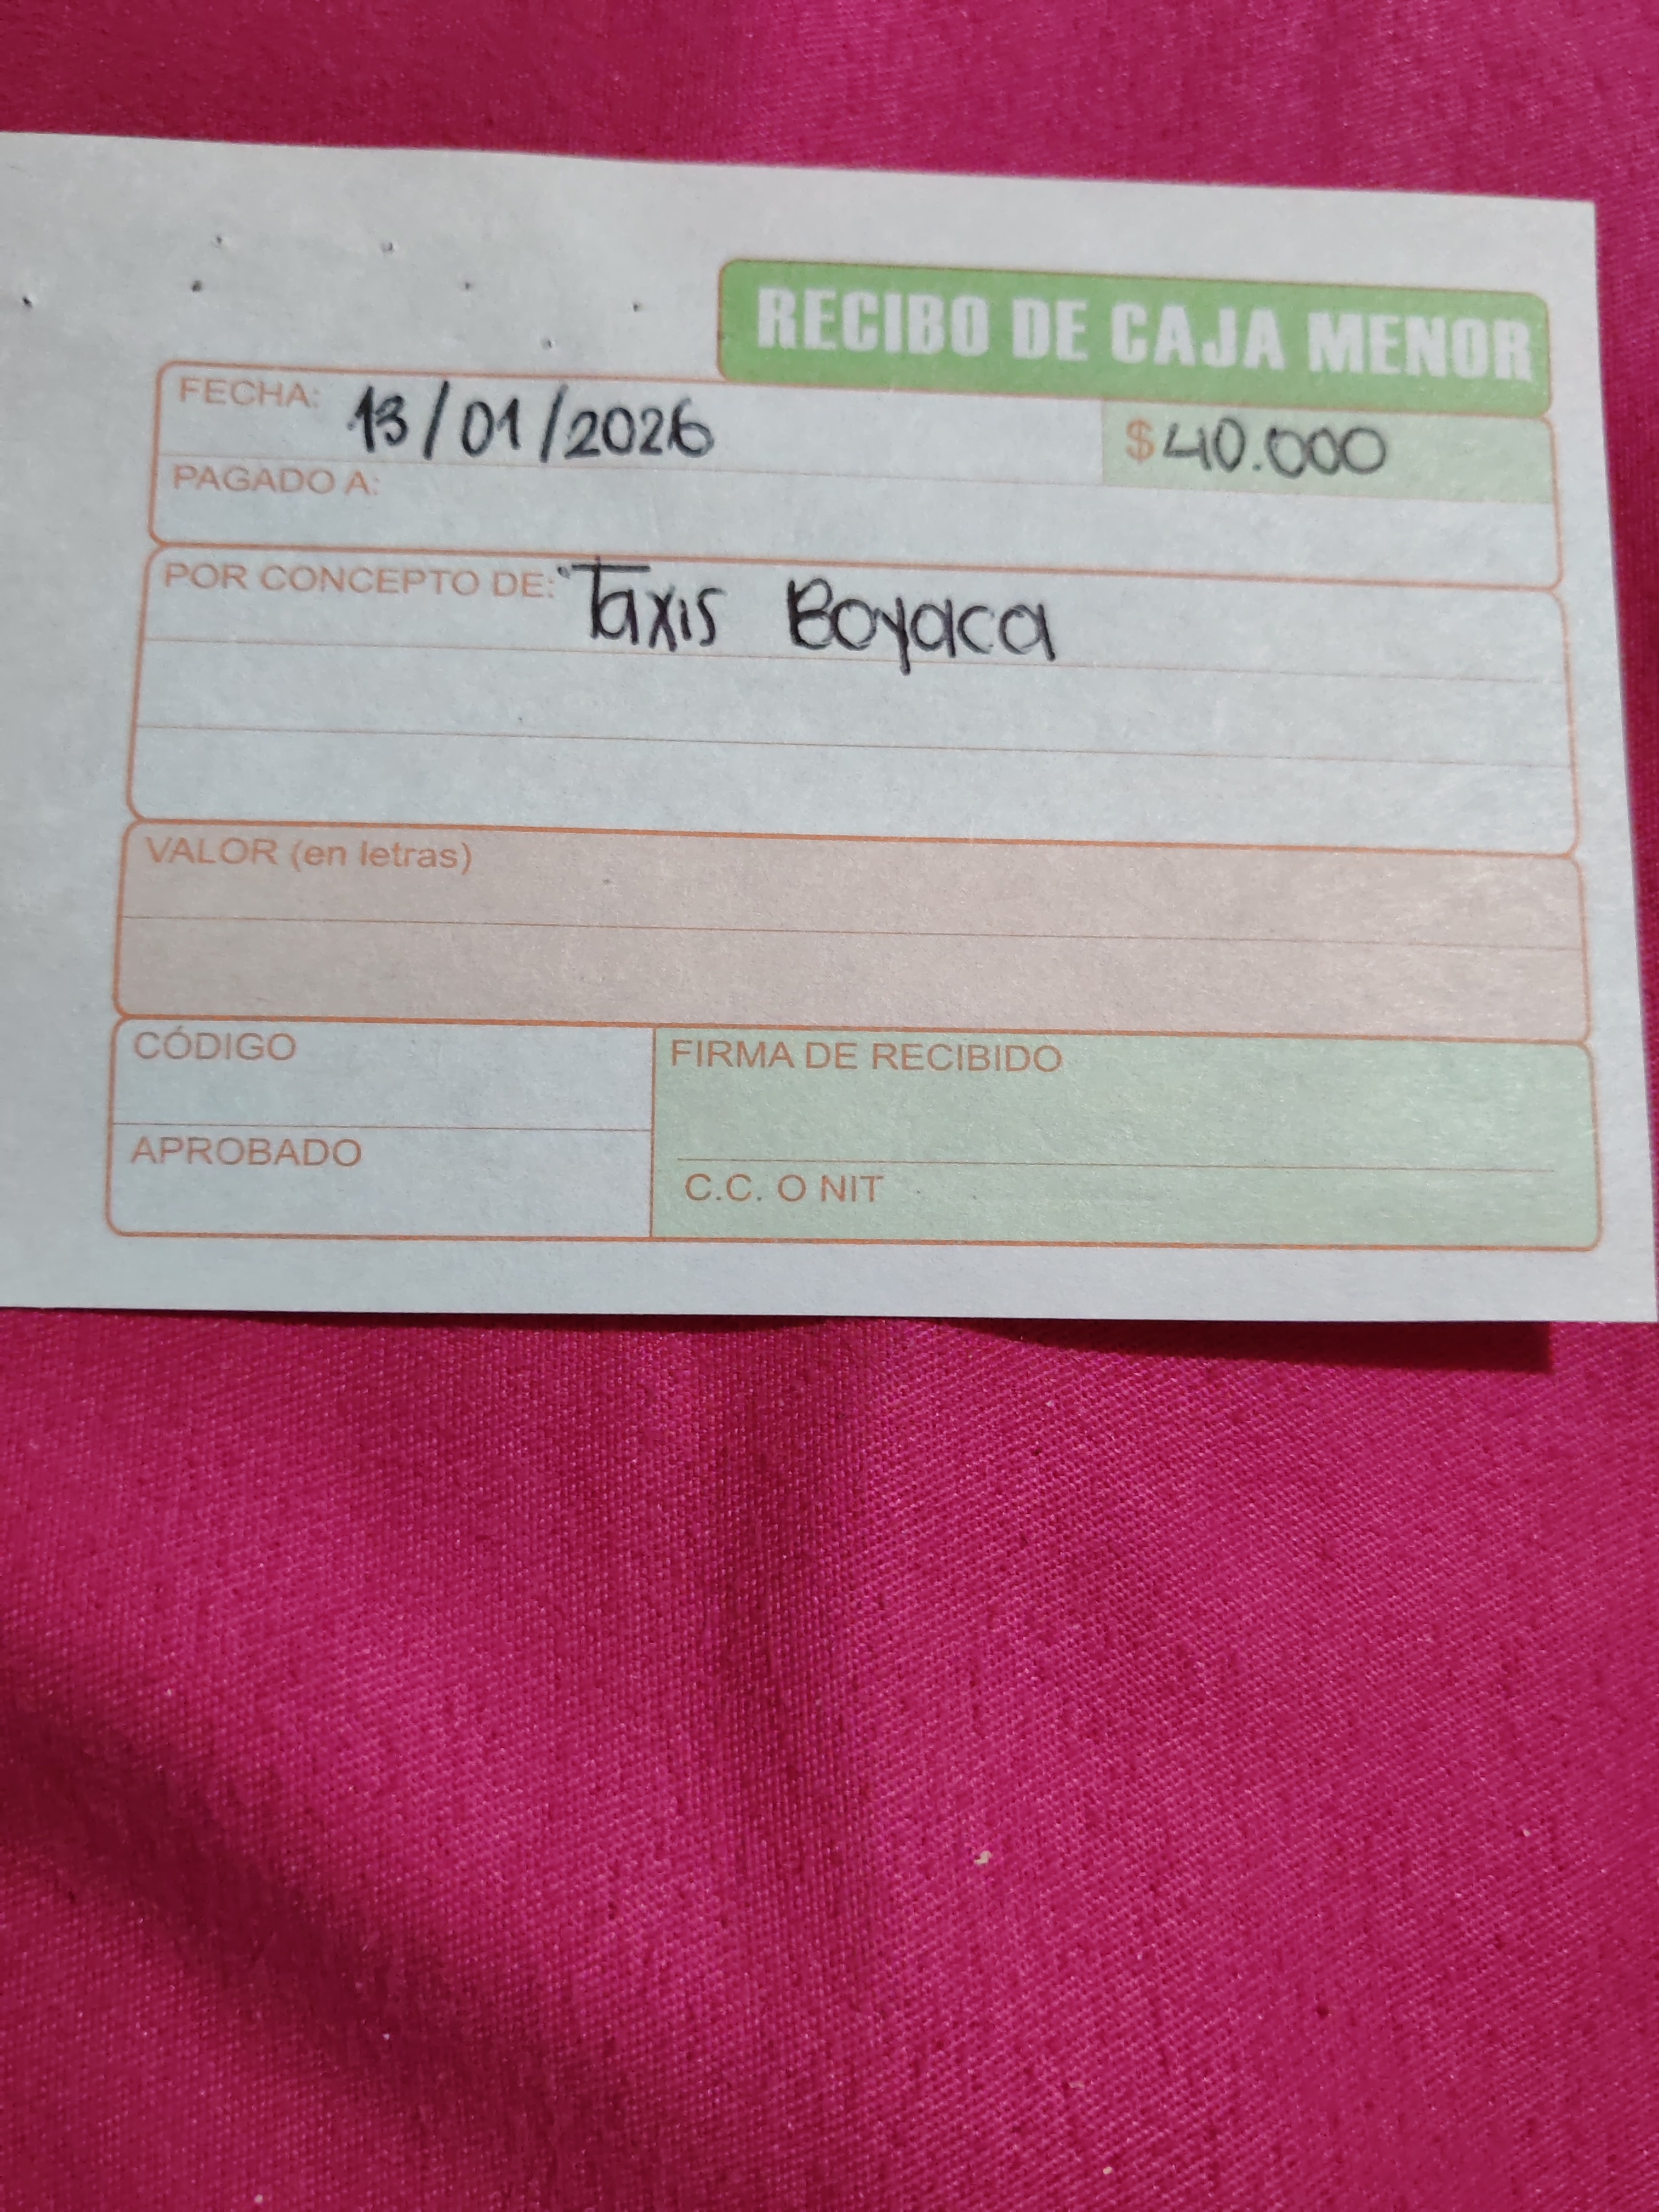 RECIBO DE CAJA MENOR
FECHA: 13/01/2026 $40.000
PAGADO A:
POR CONCEPTO DE: Taxis Boyaca
VALOR (en letras)
CÓDIGO
FIRMA DE RECIBIDO
APROBADO
C.C. O NIT